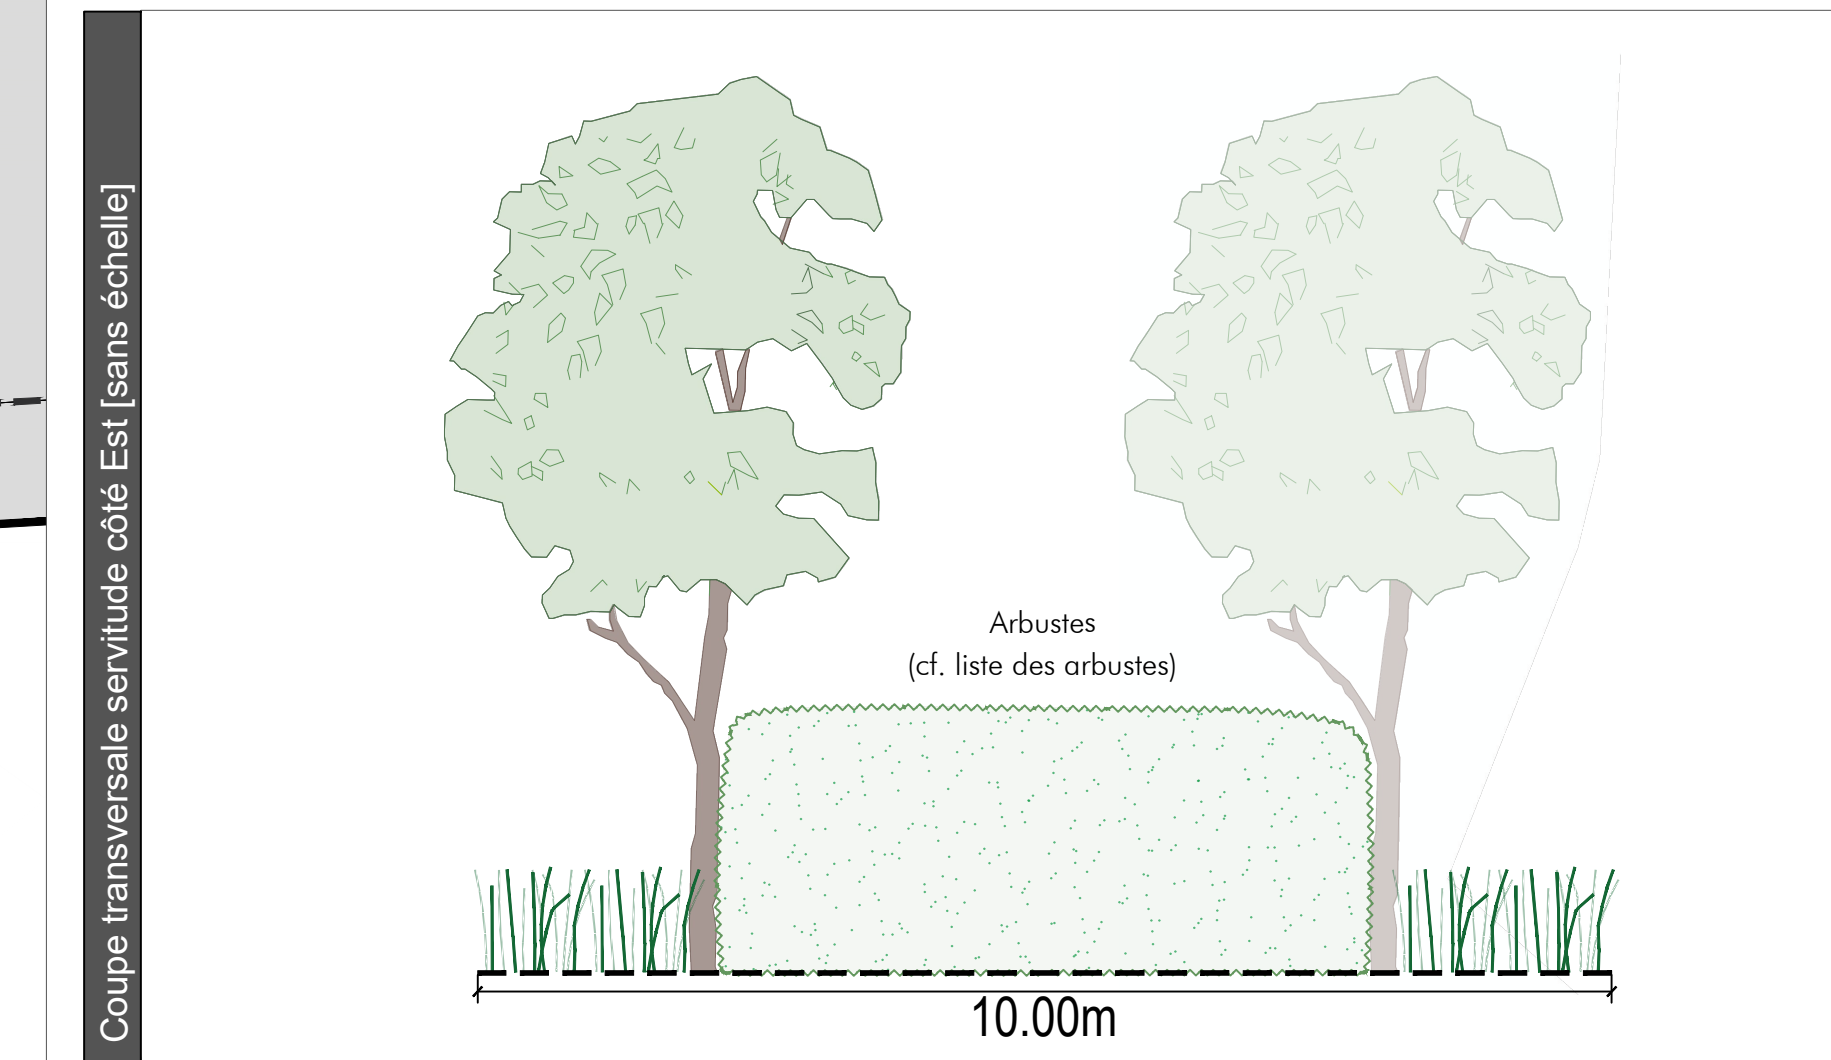 Coupe transversale servitude côté Est [sans échelle]
Arbustes
(cf. liste des arbustes)
10.00m